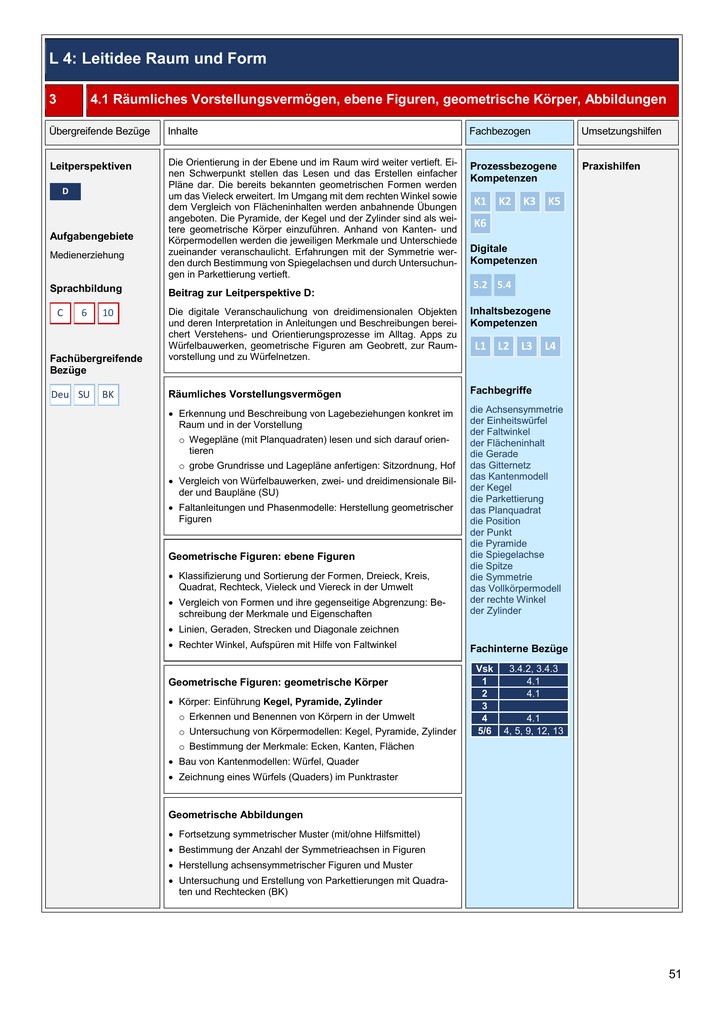 L 4: Leitidee Raum und Form
3
4.1 Räumliches Vorstellungsvermögen, ebene Figuren, geometrische Körper, Abbildungen
Übergreifende Bezüge
Inhalte
Fachbezogen
Umsetzungshilfen
Leitperspektiven
D
Aufgabengebiete
Medienerziehung
Sprachbildung
C 6 10
Fachübergreifende
Bezüge
Deu SU BK
Die Orientierung in der Ebene und im Raum wird weiter vertieft. Ei-
nen Schwerpunkt stellen das Lesen und das Erstellen einfacher
Pläne dar. Die bereits bekannten geometrischen Formen werden
um das Vieleck erweitert. Im Umgang mit dem rechten Winkel sowie
dem Vergleich von Flächeninhalten werden anbahnende Übungen
angeboten. Die Pyramide, der Kegel und der Zylinder sind als wei-
tere geometrische Körper einzuführen. Anhand von Kanten- und
Körpermodellen werden die jeweiligen Merkmale und Unterschiede
zueinander veranschaulicht. Erfahrungen mit der Symmetrie wer-
den durch Bestimmung von Spiegelachsen und durch Untersuchun-
gen in Parkettierung vertieft.
Beitrag zur Leitperspektive D:
Die digitale Veranschaulichung von dreidimensionalen Objekten
und deren Interpretation in Anleitungen und Beschreibungen berei-
chert Verstehens- und Orientierungsprozesse im Alltag. Apps zu
Würfelbauwerken, geometrische Figuren am Geobrett, zur Raum-
vorstellung und zu Würfelnetzen.
Räumliches Vorstellungsvermögen
• Erkennung und Beschreibung von Lagebeziehungen konkret im
Raum und in der Vorstellung
○ Wegepläne (mit Planquadraten) lesen und sich darauf orien-
tieren
○ grobe Grundrisse und Lagepläne anfertigen: Sitzordnung, Hof
• Vergleich von Würfelbauwerken, zwei- und dreidimensionale Bil-
der und Baupläne (SU)
• Faltanleitungen und Phasenmodelle: Herstellung geometrischer
Figuren
Geometrische Figuren: ebene Figuren
• Klassifizierung und Sortierung der Formen, Dreieck, Kreis,
Quadrat, Rechteck, Vieleck und Viereck in der Umwelt
• Vergleich von Formen und ihre gegenseitige Abgrenzung: Be-
schreibung der Merkmale und Eigenschaften
• Linien, Geraden, Strecken und Diagonale zeichnen
• Rechter Winkel, Aufspüren mit Hilfe von Faltwinkel
Geometrische Figuren: geometrische Körper
• Körper: Einführung Kegel, Pyramide, Zylinder
○ Erkennen und Benennen von Körpern in der Umwelt
○ Untersuchung von Körpermodellen: Kegel, Pyramide, Zylinder
○ Bestimmung der Merkmale: Ecken, Kanten, Flächen
• Bau von Kantenmodellen: Würfel, Quader
• Zeichnung eines Würfels (Quaders) im Punktraster
Geometrische Abbildungen
• Fortsetzung symmetrischer Muster (mit/ohne Hilfsmittel)
• Bestimmung der Anzahl der Symmetrieachsen in Figuren
• Herstellung achsensymmetrischer Figuren und Muster
• Untersuchung und Erstellung von Parkettierungen mit Quadra-
ten und Rechtecken (BK)
Prozessbezogene
Kompetenzen
K1 K2 K3 K5
K6
Digitale
Kompetenzen
5.2 5.4
Inhaltsbezogene
Kompetenzen
L1 L2 L3 L4
Fachbegriffe
die Achsensymmetrie
der Einheitswürfel
der Faltwinkel
der Flächeninhalt
die Gerade
das Gitternetz
das Kantenmodell
der Kegel
die Parkettierung
das Planquadrat
die Position
der Punkt
die Pyramide
die Spiegelachse
die Spitze
die Symmetrie
das Vollkörpermodell
der rechte Winkel
der Zylinder
Fachinterne Bezüge
Vsk 3.4.2, 3.4.3
1 4.1
2 4.1
3
4 4.1
5/6 4, 5, 9, 12, 13
Praxishilfen
51